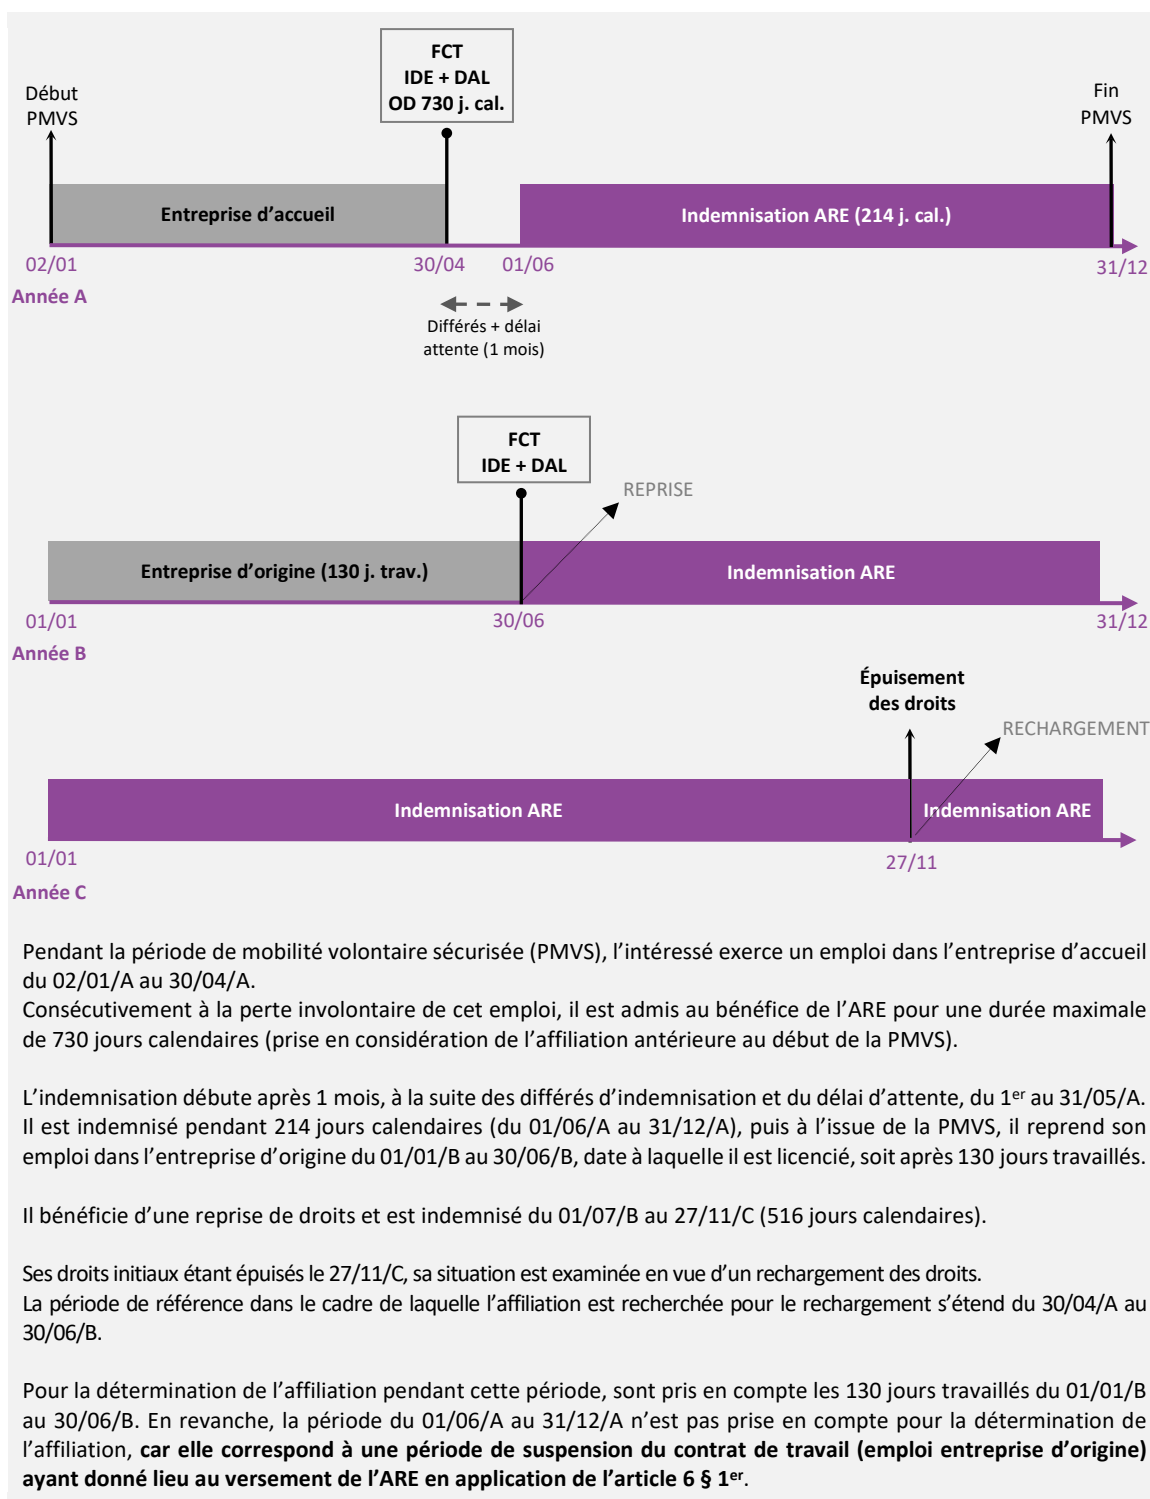 FCT
IDE + DAL
OD 730 j. cal.
Début
PMVS
Fin
PMVS
Entreprise d’accueil
Indemnisation ARE (214 j. cal.)
02/01
30/04
01/06
31/12
Année A
Différés + délai
attente (1 mois)
FCT
IDE + DAL
REPRISE
Entreprise d’origine (130 j. trav.)
Indemnisation ARE
01/01
30/06
31/12
Année B
Épuisement
des droits
RECHARGEMENT
Indemnisation ARE
Indemnisation ARE
01/01
27/11
Année C
Pendant la période de mobilité volontaire sécurisée (PMVS), l’intéressé exerce un emploi dans l’entreprise d’accueil
du 02/01/A au 30/04/A.
Consécutivement à la perte involontaire de cet emploi, il est admis au bénéfice de l’ARE pour une durée maximale
de 730 jours calendaires (prise en considération de l’affiliation antérieure au début de la PMVS).
L’indemnisation débute après 1 mois, à la suite des différés d’indemnisation et du délai d’attente, du 1er au 31/05/A.
Il est indemnisé pendant 214 jours calendaires (du 01/06/A au 31/12/A), puis à l’issue de la PMVS, il reprend son
emploi dans l’entreprise d’origine du 01/01/B au 30/06/B, date à laquelle il est licencié, soit après 130 jours travaillés.
Il bénéficie d’une reprise de droits et est indemnisé du 01/07/B au 27/11/C (516 jours calendaires).
Ses droits initiaux étant épuisés le 27/11/C, sa situation est examinée en vue d’un rechargement des droits.
La période de référence dans le cadre de laquelle l’affiliation est recherchée pour le rechargement s’étend du 30/04/A au
30/06/B.
Pour la détermination de l’affiliation pendant cette période, sont pris en compte les 130 jours travaillés du 01/01/B
au 30/06/B. En revanche, la période du 01/06/A au 31/12/A n’est pas prise en compte pour la détermination de
l’affiliation, car elle correspond à une période de suspension du contrat de travail (emploi entreprise d’origine)
ayant donné lieu au versement de l’ARE en application de l’article 6 § 1er.